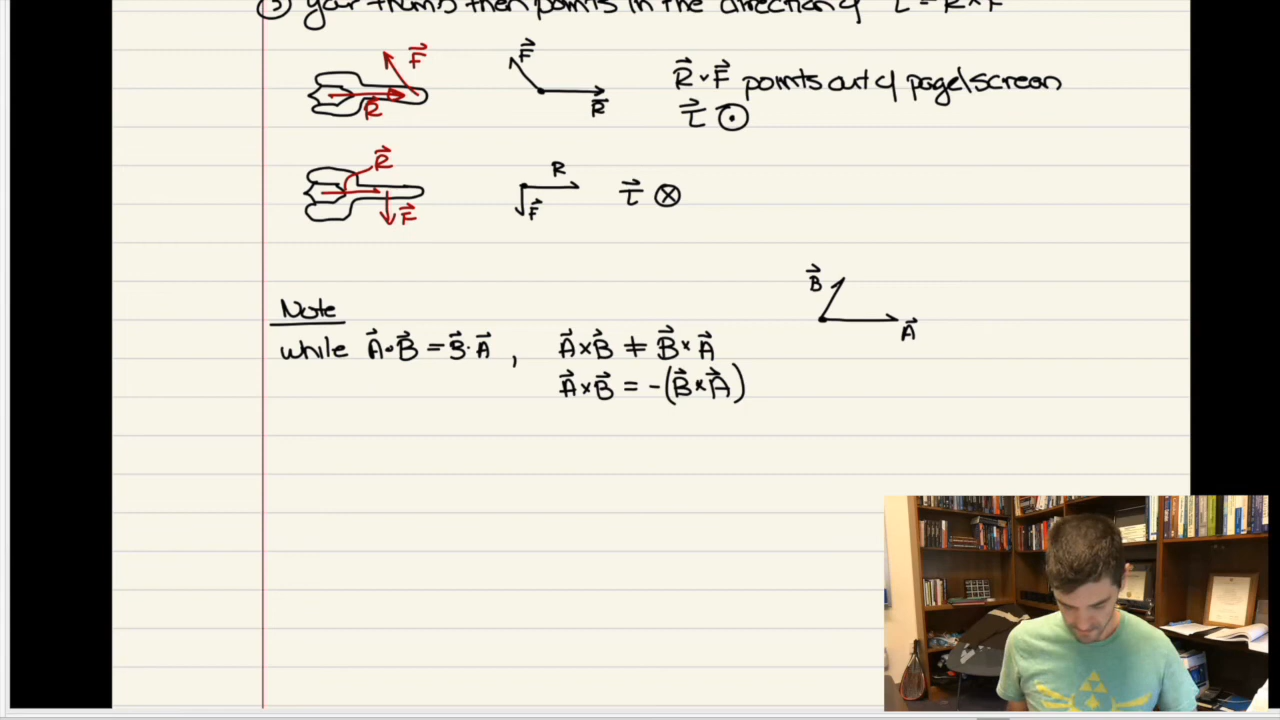 ③ your thumb then points in the direction of τ⃗ = R⃗×F⃗
F⃗
R⃗
F⃗
R⃗
R⃗×F⃗ points out of page/screen
τ⃗ ⊙
R⃗
F⃗
R
F⃗
τ⃗ ⊗
B⃗
A⃗
Note
while A⃗·B⃗ = B⃗·A⃗, A⃗×B⃗ ≠ B⃗×A⃗
A⃗×B⃗ = -(B⃗×A⃗)